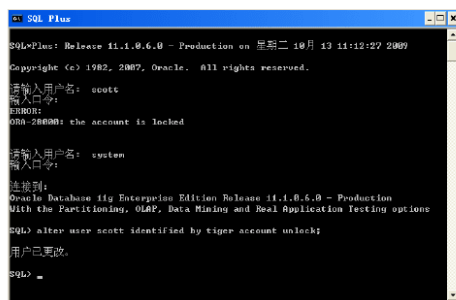 SQL Plus
SQL*Plus: Release 11.1.0.6.0 - Production on 星期二 10月 13 11:12:27 2009
Copyright (c) 1982, 2007, Oracle.  All rights reserved.
请输入用户名:  scott
输入口令:
ERROR:
ORA-28000: the account is locked
请输入用户名:  system
输入口令:
连接到:
Oracle Database 11g Enterprise Edition Release 11.1.0.6.0 - Production
With the Partitioning, OLAP, Data Mining and Real Application Testing options
SQL> alter user scott identified by tiger account unlock;
用户已更改。
SQL> _